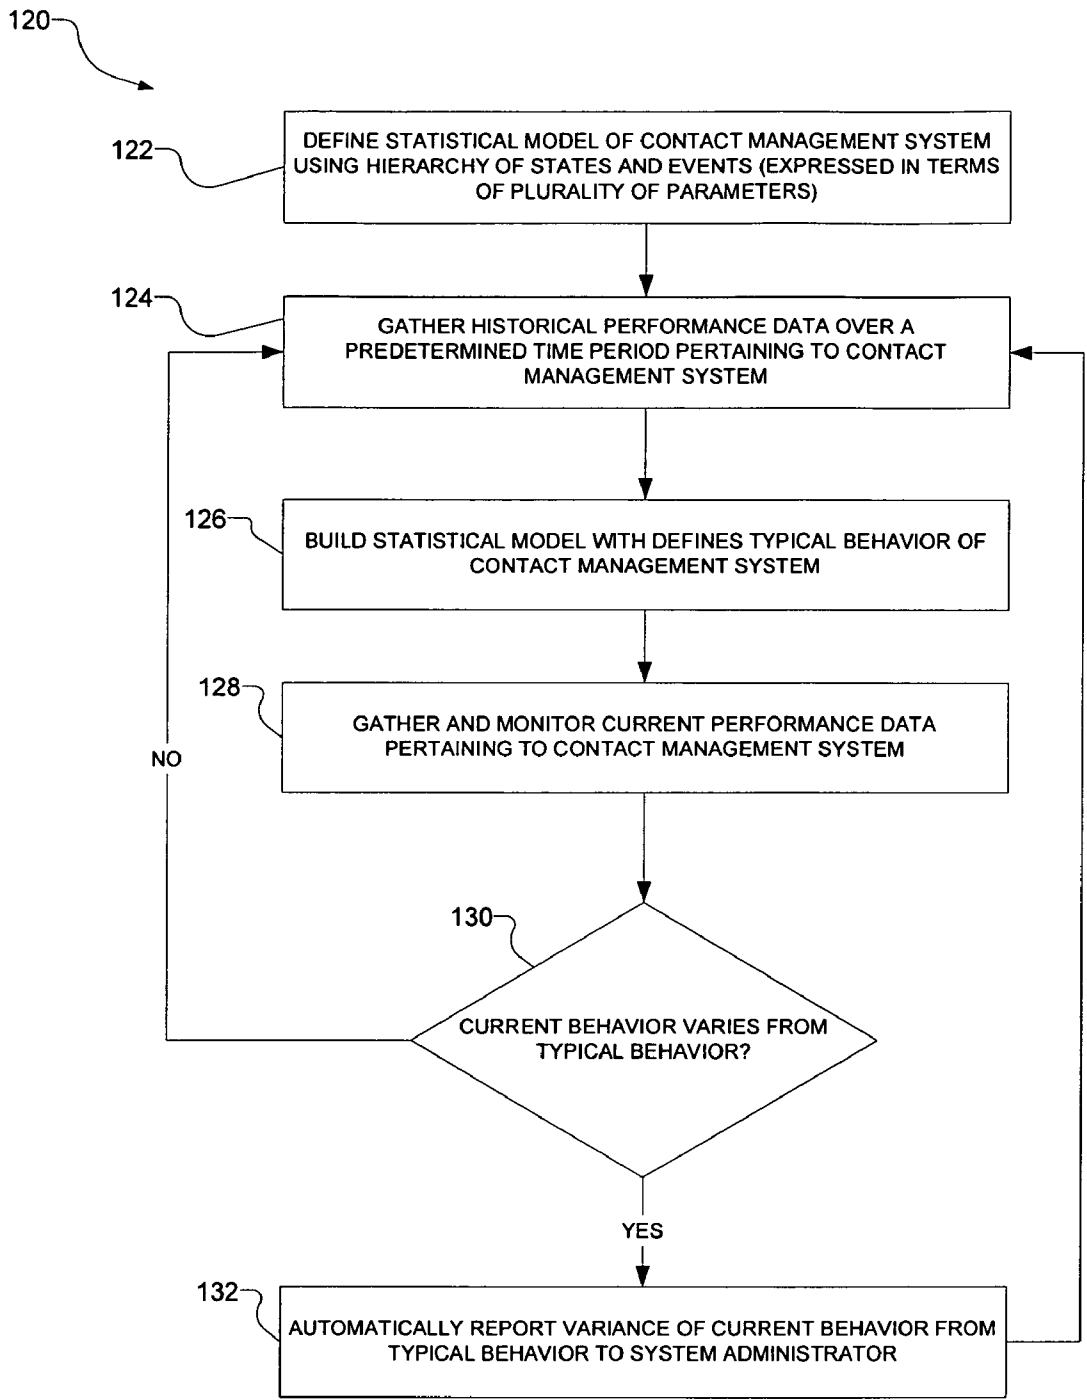 120
122
DEFINE STATISTICAL MODEL OF CONTACT MANAGEMENT SYSTEM
USING HIERARCHY OF STATES AND EVENTS (EXPRESSED IN TERMS
OF PLURALITY OF PARAMETERS)
124
GATHER HISTORICAL PERFORMANCE DATA OVER A
PREDETERMINED TIME PERIOD PERTAINING TO CONTACT
MANAGEMENT SYSTEM
126
BUILD STATISTICAL MODEL WITH DEFINES TYPICAL BEHAVIOR OF
CONTACT MANAGEMENT SYSTEM
128
GATHER AND MONITOR CURRENT PERFORMANCE DATA
PERTAINING TO CONTACT MANAGEMENT SYSTEM
NO
130
CURRENT BEHAVIOR VARIES FROM
TYPICAL BEHAVIOR?
YES
132
AUTOMATICALLY REPORT VARIANCE OF CURRENT BEHAVIOR FROM
TYPICAL BEHAVIOR TO SYSTEM ADMINISTRATOR